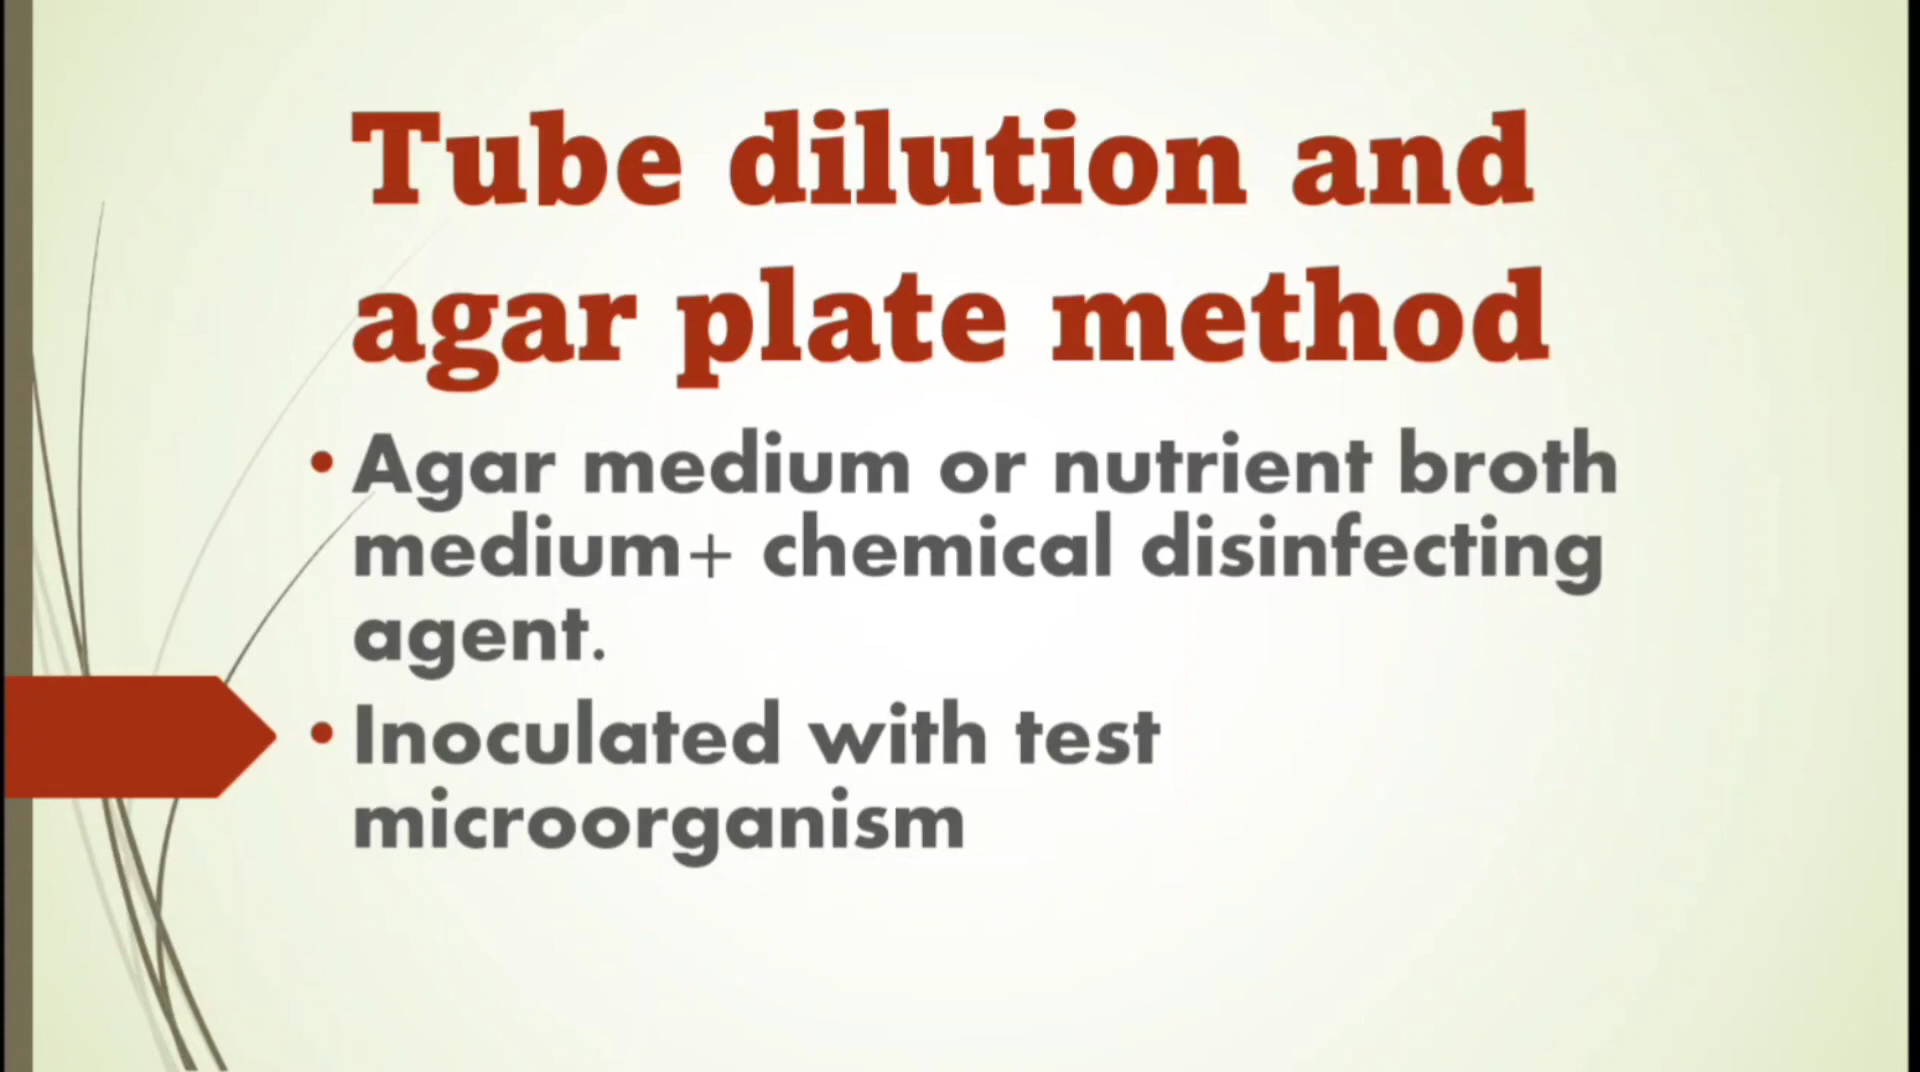 Tube dilution and
agar plate method
• Agar medium or nutrient broth
medium+ chemical disinfecting
agent.
• Inoculated with test
microorganism